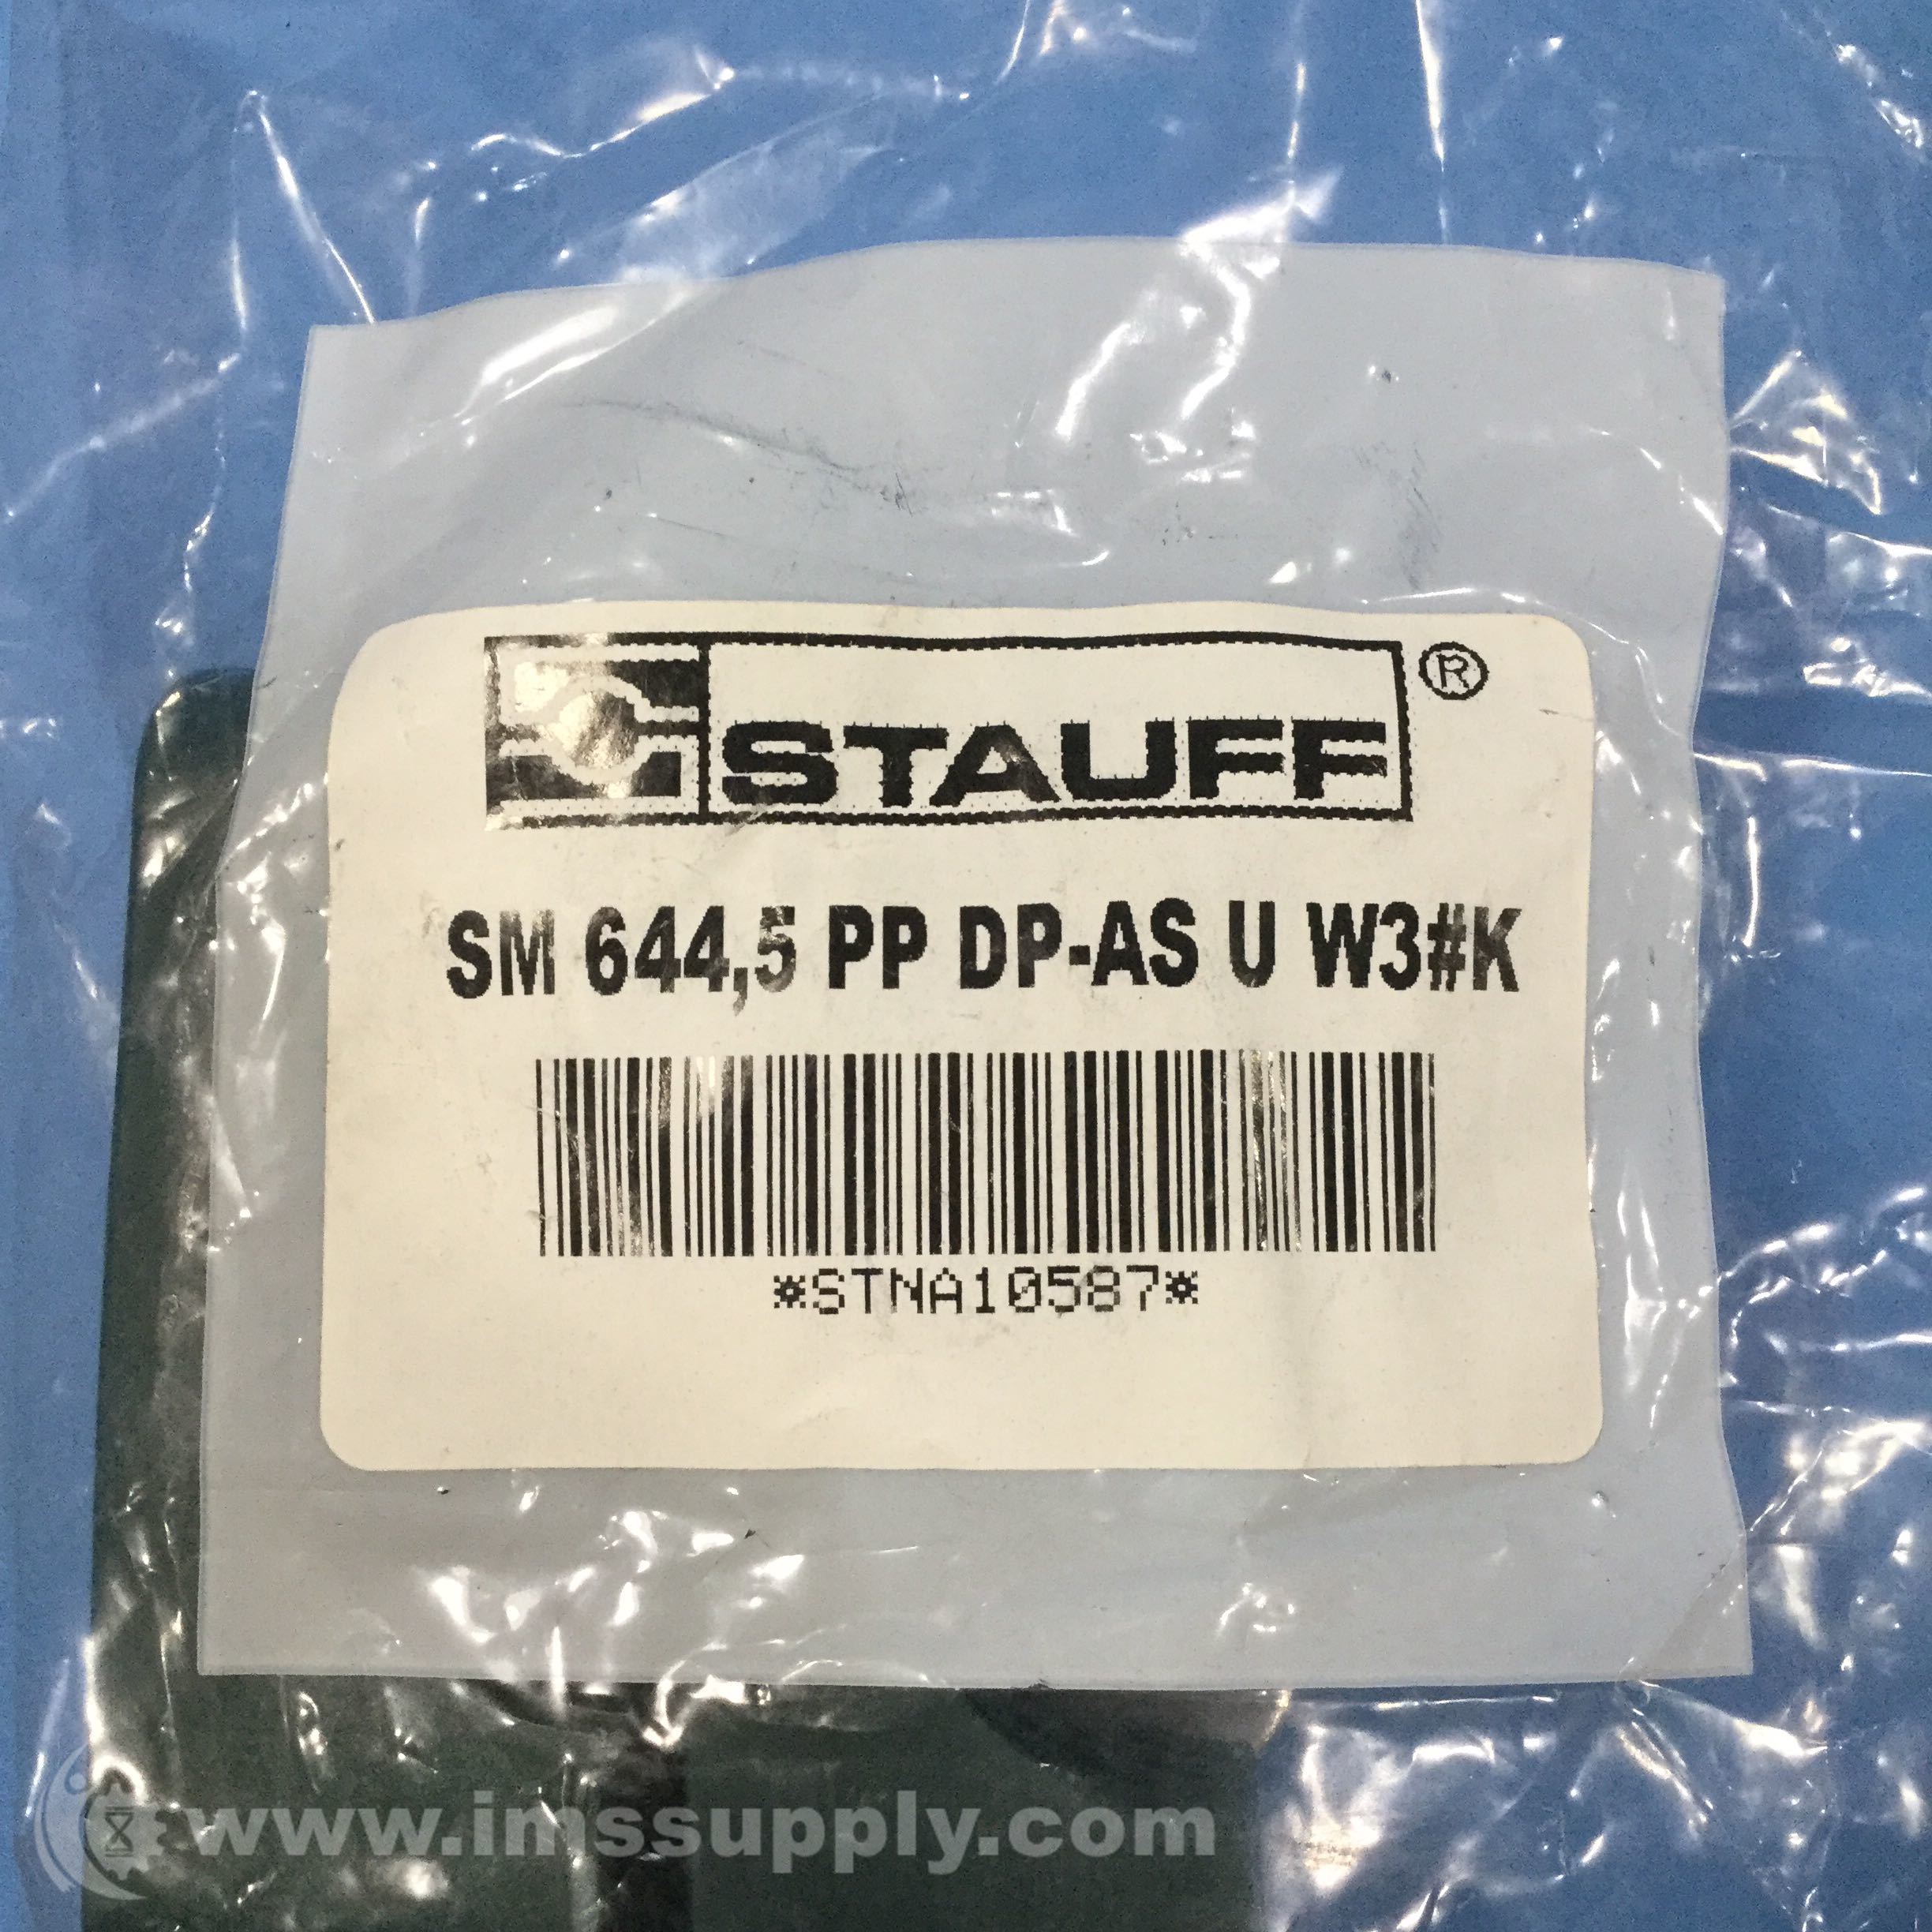 STAUFF®
SM 644,5 PP DP-AS U W3#K
*STNA10587*
www.imssupply.com